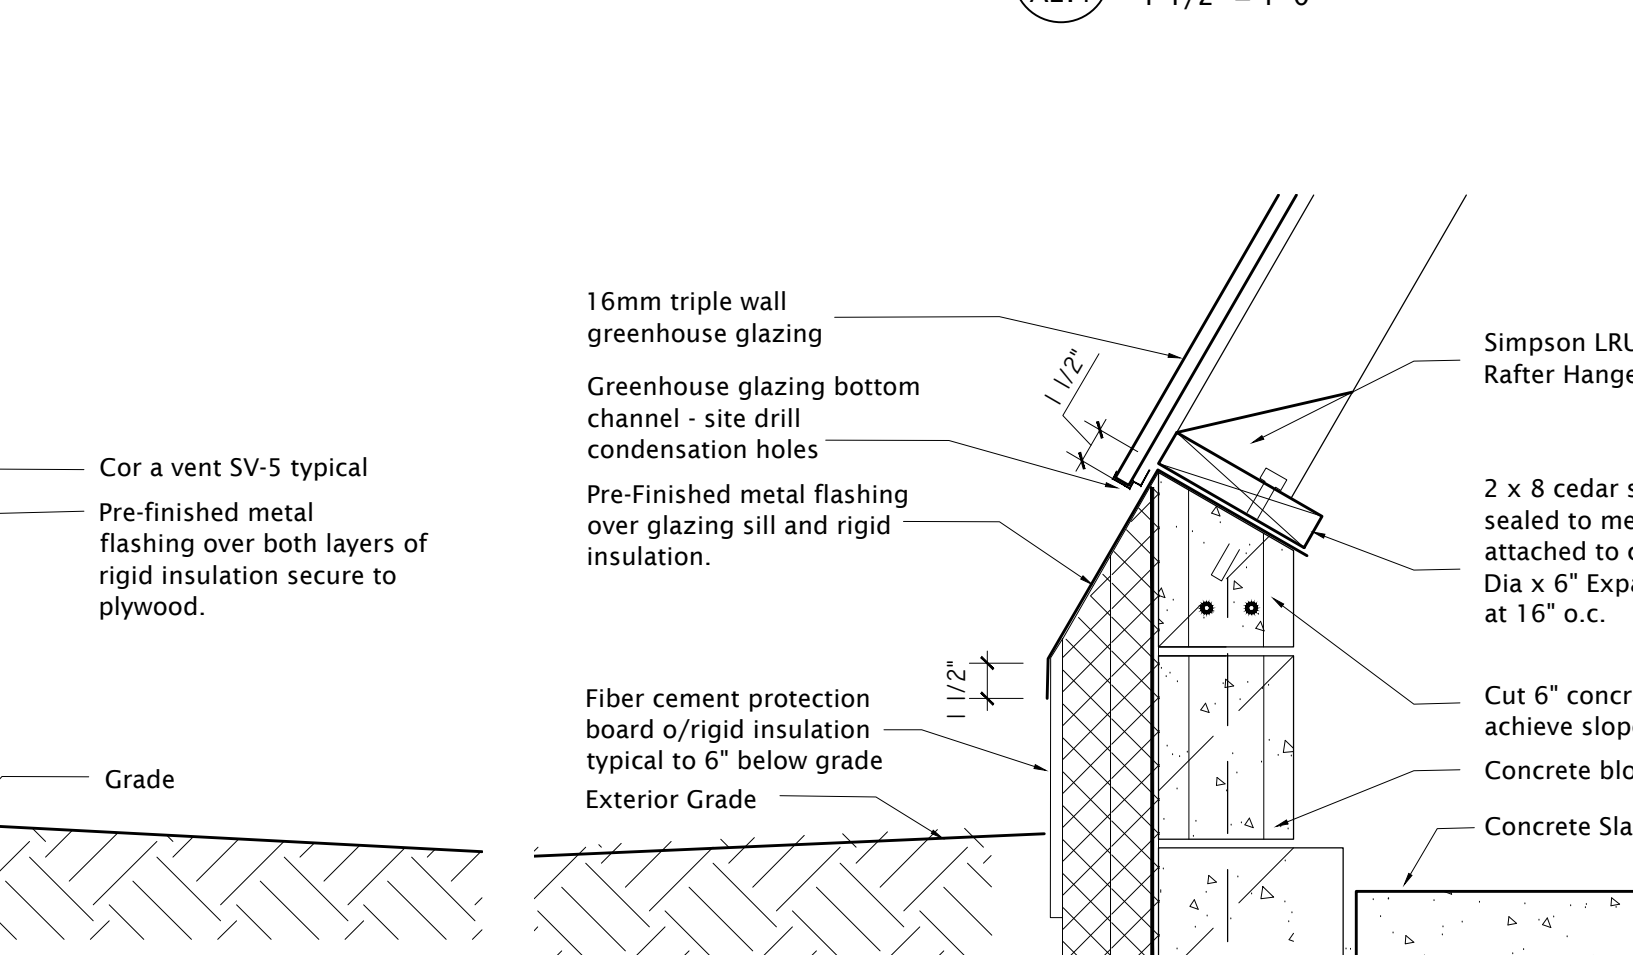 1 1/2" = 1'-0"
16mm triple wall
greenhouse glazing
1 1/2"
Greenhouse glazing bottom
channel - site drill
condensation holes
Pre-Finished metal flashing
over glazing sill and rigid
insulation.
1 1/2"
Fiber cement protection
board o/rigid insulation
typical to 6" below grade
Exterior Grade
Cor a vent SV-5 typical
Pre-finished metal
flashing over both layers of
rigid insulation secure to
plywood.
Grade
Simpson LRU
Rafter Hange
2 x 8 cedar s
sealed to me
attached to
Dia x 6" Expa
at 16" o.c.
Cut 6" concr
achieve slop
Concrete blo
Concrete Sla